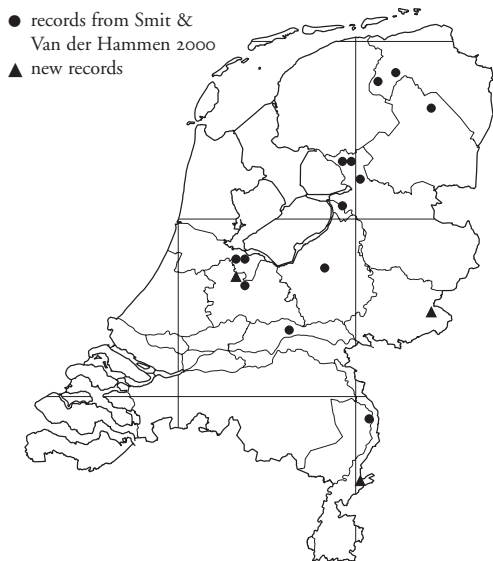 records from Smit &
Van der Hammen 2000
new records